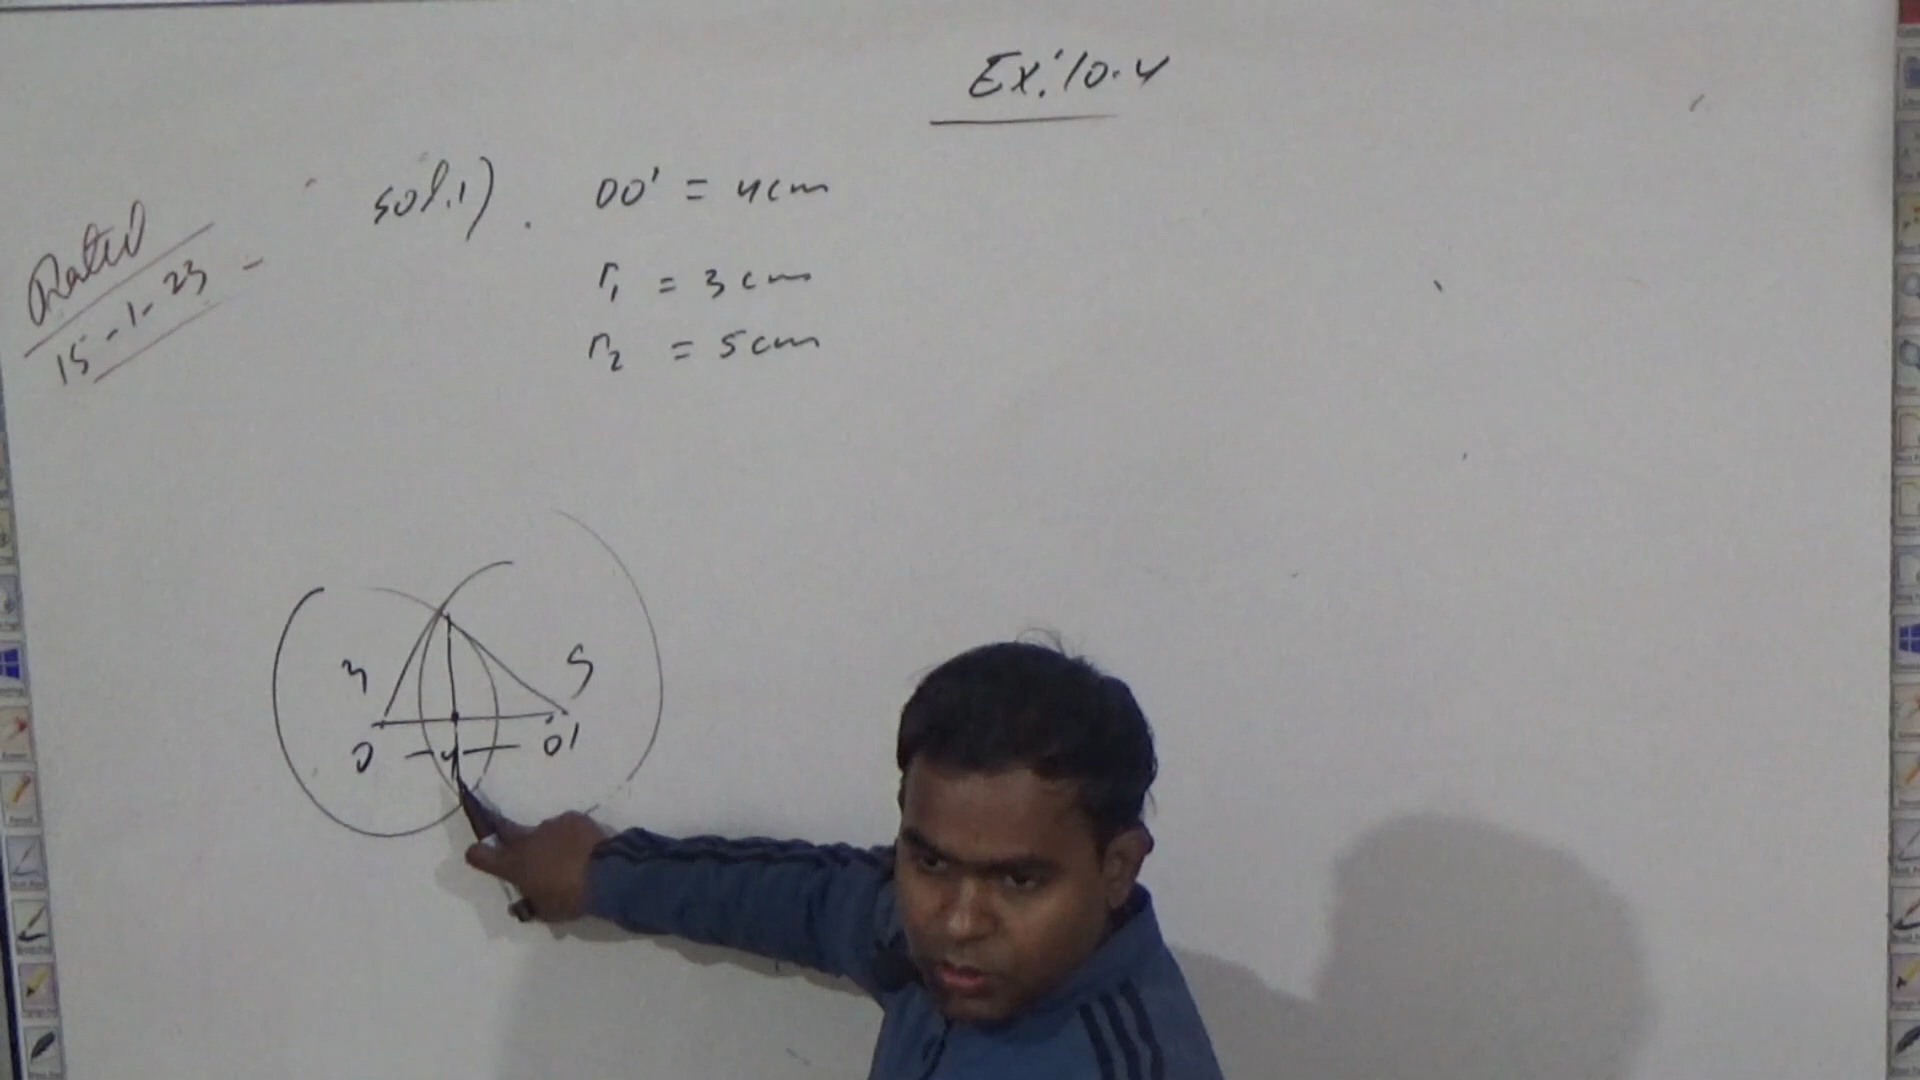 Ex: 10.4
Dated
15-1-23
Sol.1). OO' = 4cm
r₁ = 3cm
r₂ = 5cm
3
5
O
4
O'